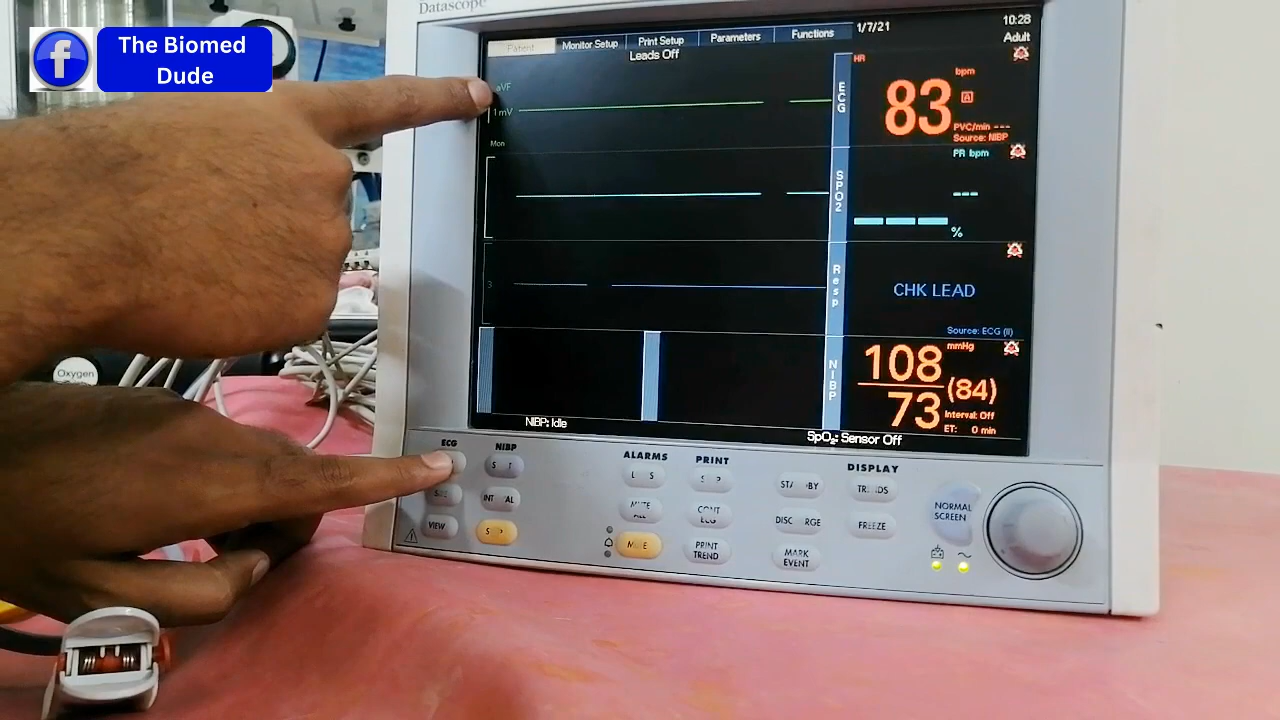 The Biomed
Dude
Datascope
Patient
Monitor Setup
Print Setup
Parameters
Functions
1/7/21
10:28
Adult
Leads Off
aVF
1 mV
Mon
ECG
HR
bpm
83
A
PVC/min ---
Source: NIBP
SPO2
PR bpm
---
--- %
3
Resp
CHK LEAD
Source: ECG (II)
NIBP
mmHg
108
73
(84)
Interval: Off
ET: 0 min
NIBP: Idle
SpO2: Sensor Off
Oxygen
ECG
NIBP
ALARMS
PRINT
DISPLAY
VIEW
MUTE
CONT
ECG
PRINT
TREND
MARK
EVENT
FREEZE
NORMAL
SCREEN